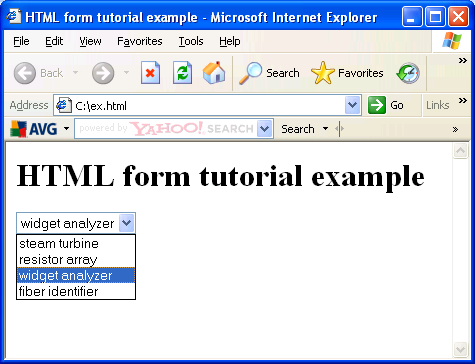 HTML form tutorial example - Microsoft Internet Explorer
File Edit View Favorites Tools Help
Back Search Favorites
Address C:\ex.html Go Links »
AVG powered by YAHOO! SEARCH Search »
HTML form tutorial example
widget analyzer
steam turbine
resistor array
widget analyzer
fiber identifier